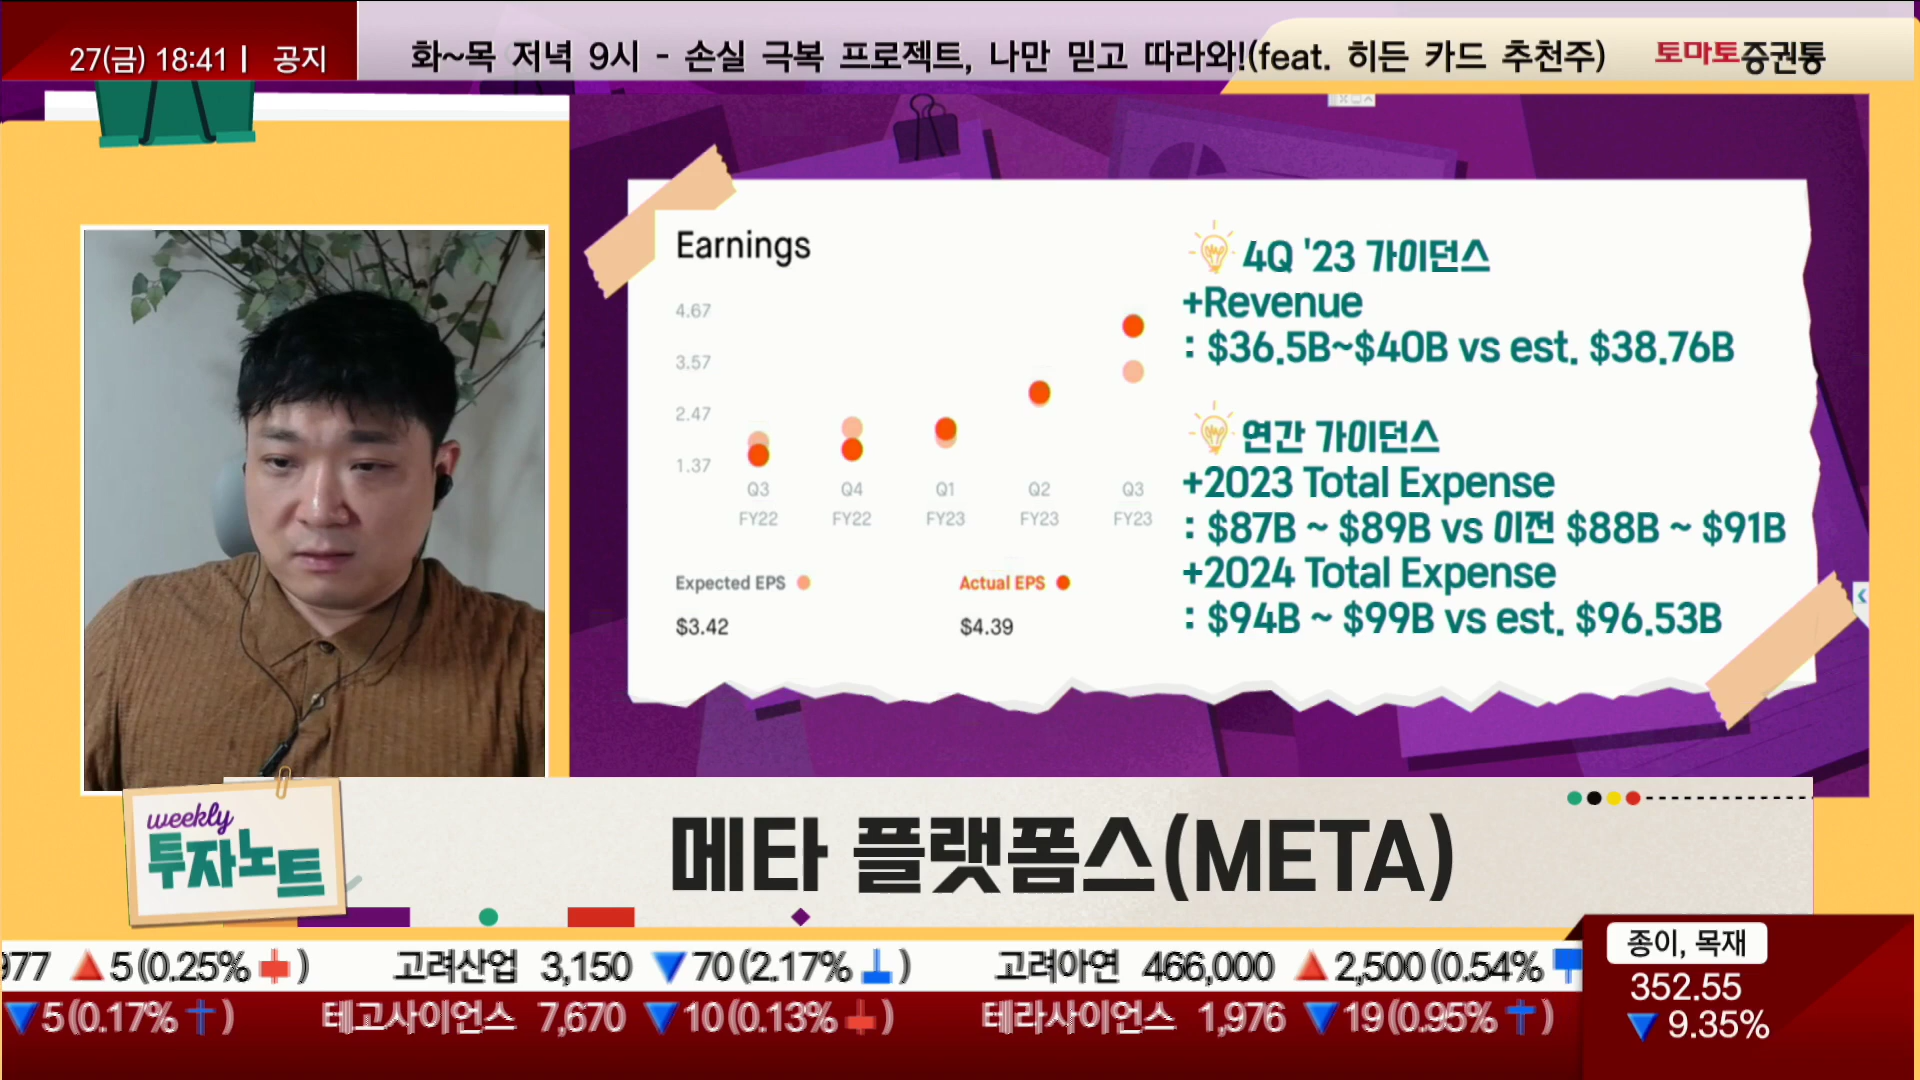 27(금) 18:41 | 공지
화~목 저녁 9시 - 손실 극복 프로젝트, 나만 믿고 따라와!(feat. 히든 카드 추천주)
토마토증권통
Earnings
4.67
3.57
2.47
1.37
Q3 Q4 Q1 Q2 Q3
FY22 FY22 FY23 FY23 FY23
Expected EPS Actual EPS
$3.42 $4.39
4Q '23 가이던스
+Revenue
: $36.5B~$40B vs est. $38.76B
연간 가이던스
+2023 Total Expense
: $87B ~ $89B vs 이전 $88B ~ $91B
+2024 Total Expense
: $94B ~ $99B vs est. $96.53B
weekly
투자노트
메타 플랫폼스(META)
977 ▲5(0.25% ) 고려산업 3,150 ▼70(2.17% ) 고려아연 466,000 ▲2,500(0.54%
▼5(0.17% ) 테고사이언스 7,670 ▼10(0.13% ) 테라사이언스 1,976 ▼19(0.95% )
종이, 목재
352.55
▼ 9.35%